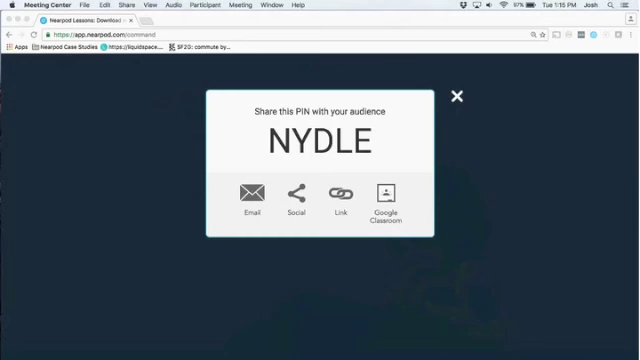 Meeting Center File Edit Share View Audio Participant Meeting Window Help 97% Tue 1:15 PM Josh
Nearpod Lessons: Download
https://app.nearpod.com/command
Apps Nearpod Case Studies https://liquidspace.... SF2G: commute by...
Share this PIN with your audience
NYDLE
Email Social Link Google Classroom